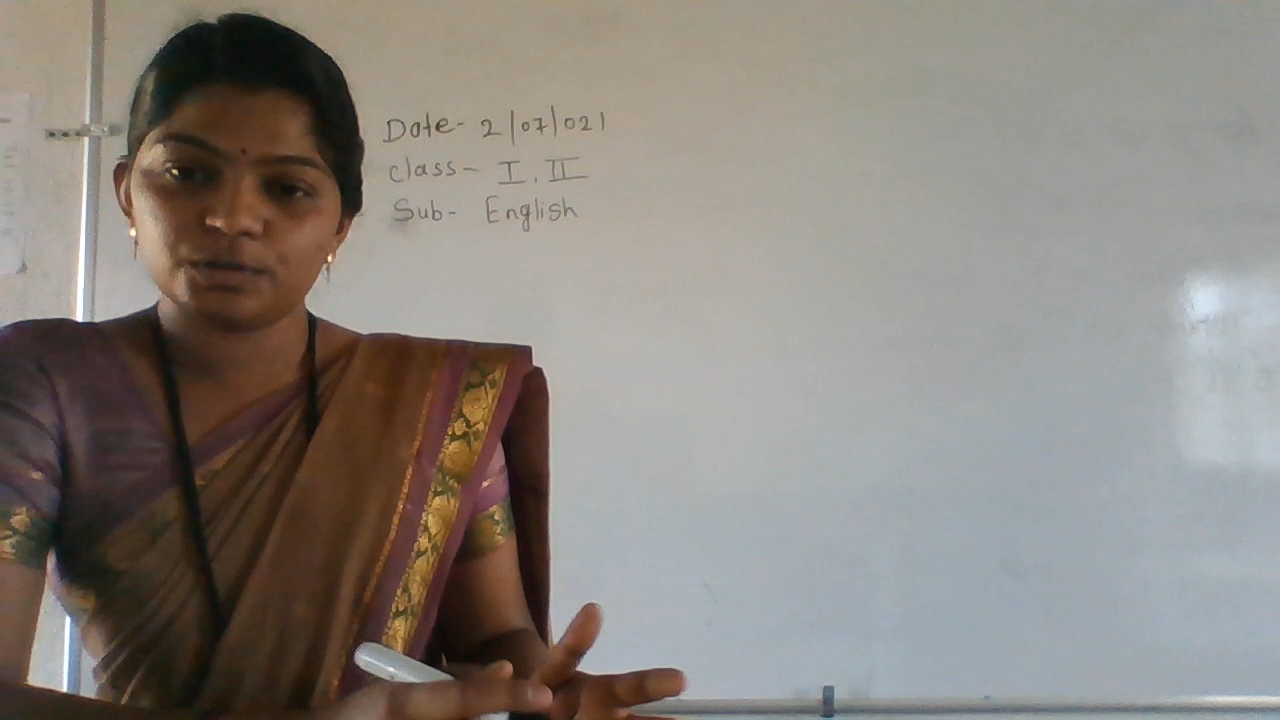 Date- 2/07/021
class- I, II
Sub- English